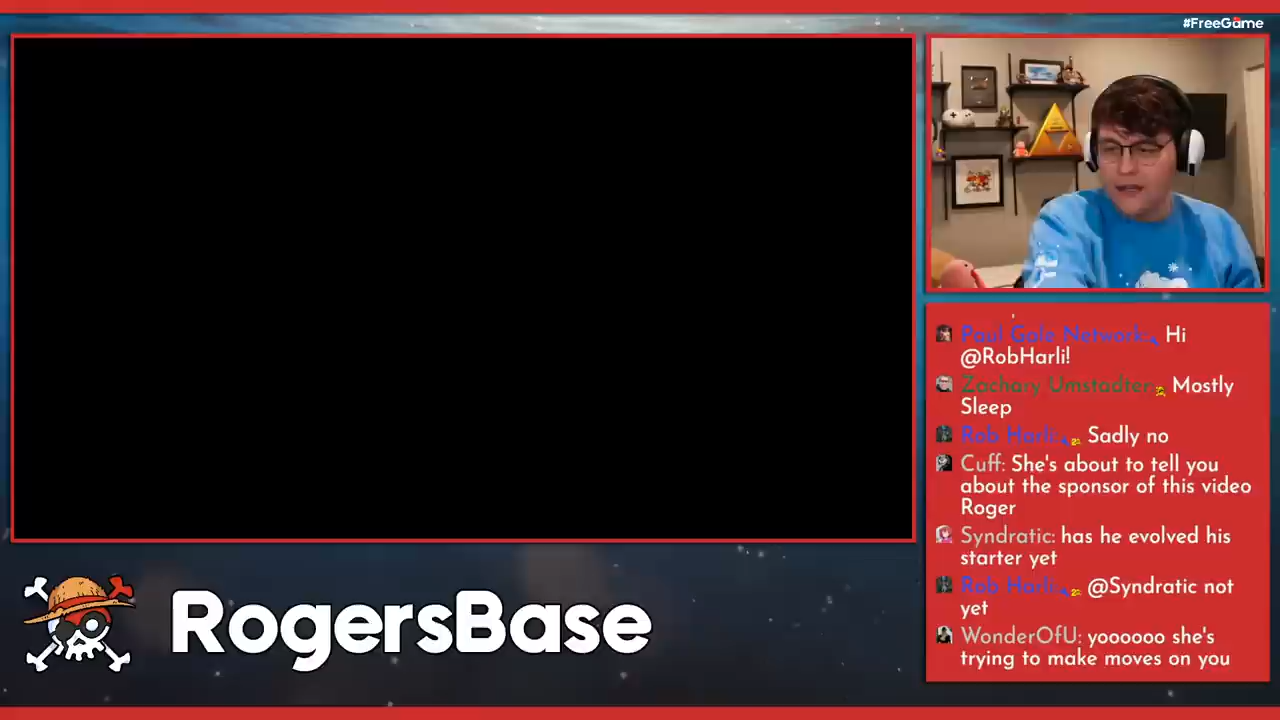 #FreeGame
Paul Gale Network: Hi
@RobHarli!
Zachary Umstadter: Mostly
Sleep
Rob Harli: Sadly no
Cuff: She's about to tell you
about the sponsor of this video
Roger
Syndratic: has he evolved his
starter yet
Rob Harli: @Syndratic not
yet
WonderOfU: yoooooo she's
trying to make moves on you
RogersBase